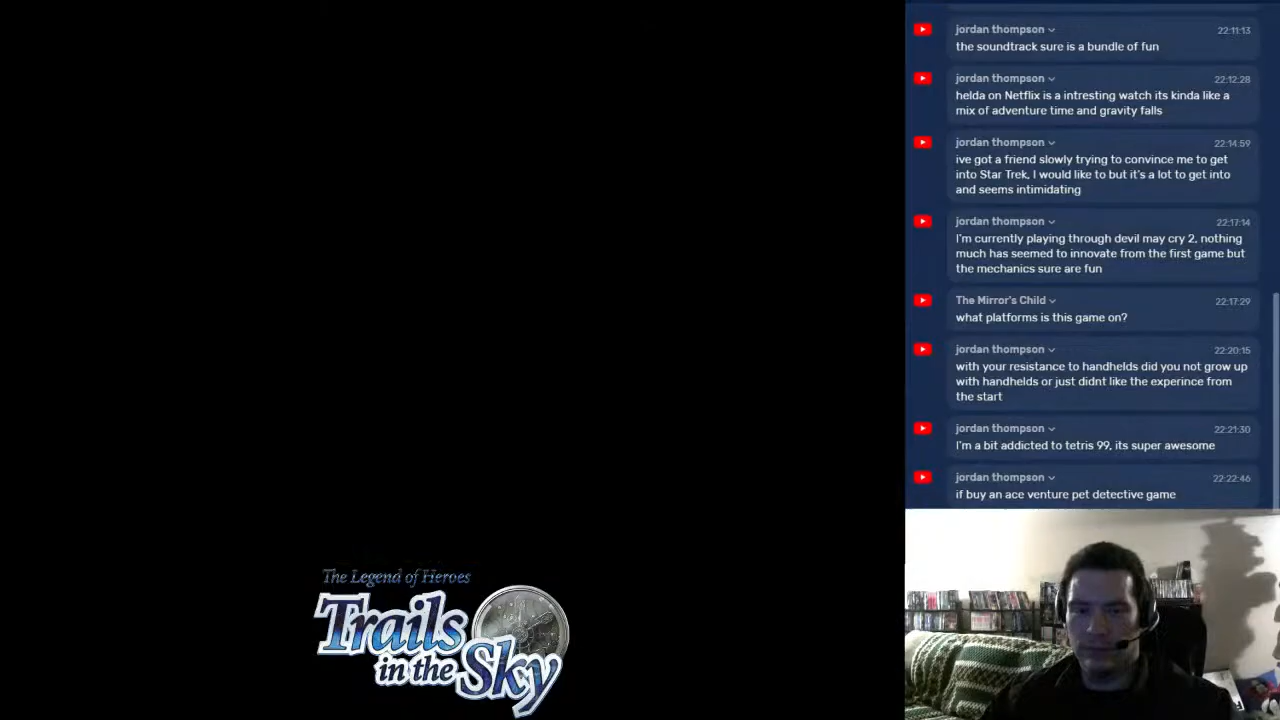 jordan thompson
22:11:13
the soundtrack sure is a bundle of fun
jordan thompson
22:12:28
helda on Netflix is a intresting watch its kinda like a
mix of adventure time and gravity falls
jordan thompson
22:14:59
ive got a friend slowly trying to convince me to get
into Star Trek, I would like to but it's a lot to get into
and seems intimidating
jordan thompson
22:17:14
I'm currently playing through devil may cry 2, nothing
much has seemed to innovate from the first game but
the mechanics sure are fun
The Mirror's Child
22:17:29
what platforms is this game on?
jordan thompson
22:20:15
with your resistance to handhelds did you not grow up
with handhelds or just didnt like the experince from
the start
jordan thompson
22:21:30
I'm a bit addicted to tetris 99, its super awesome
jordan thompson
22:22:46
if buy an ace venture pet detective game
The Legend of Heroes
Trails
in the Sky